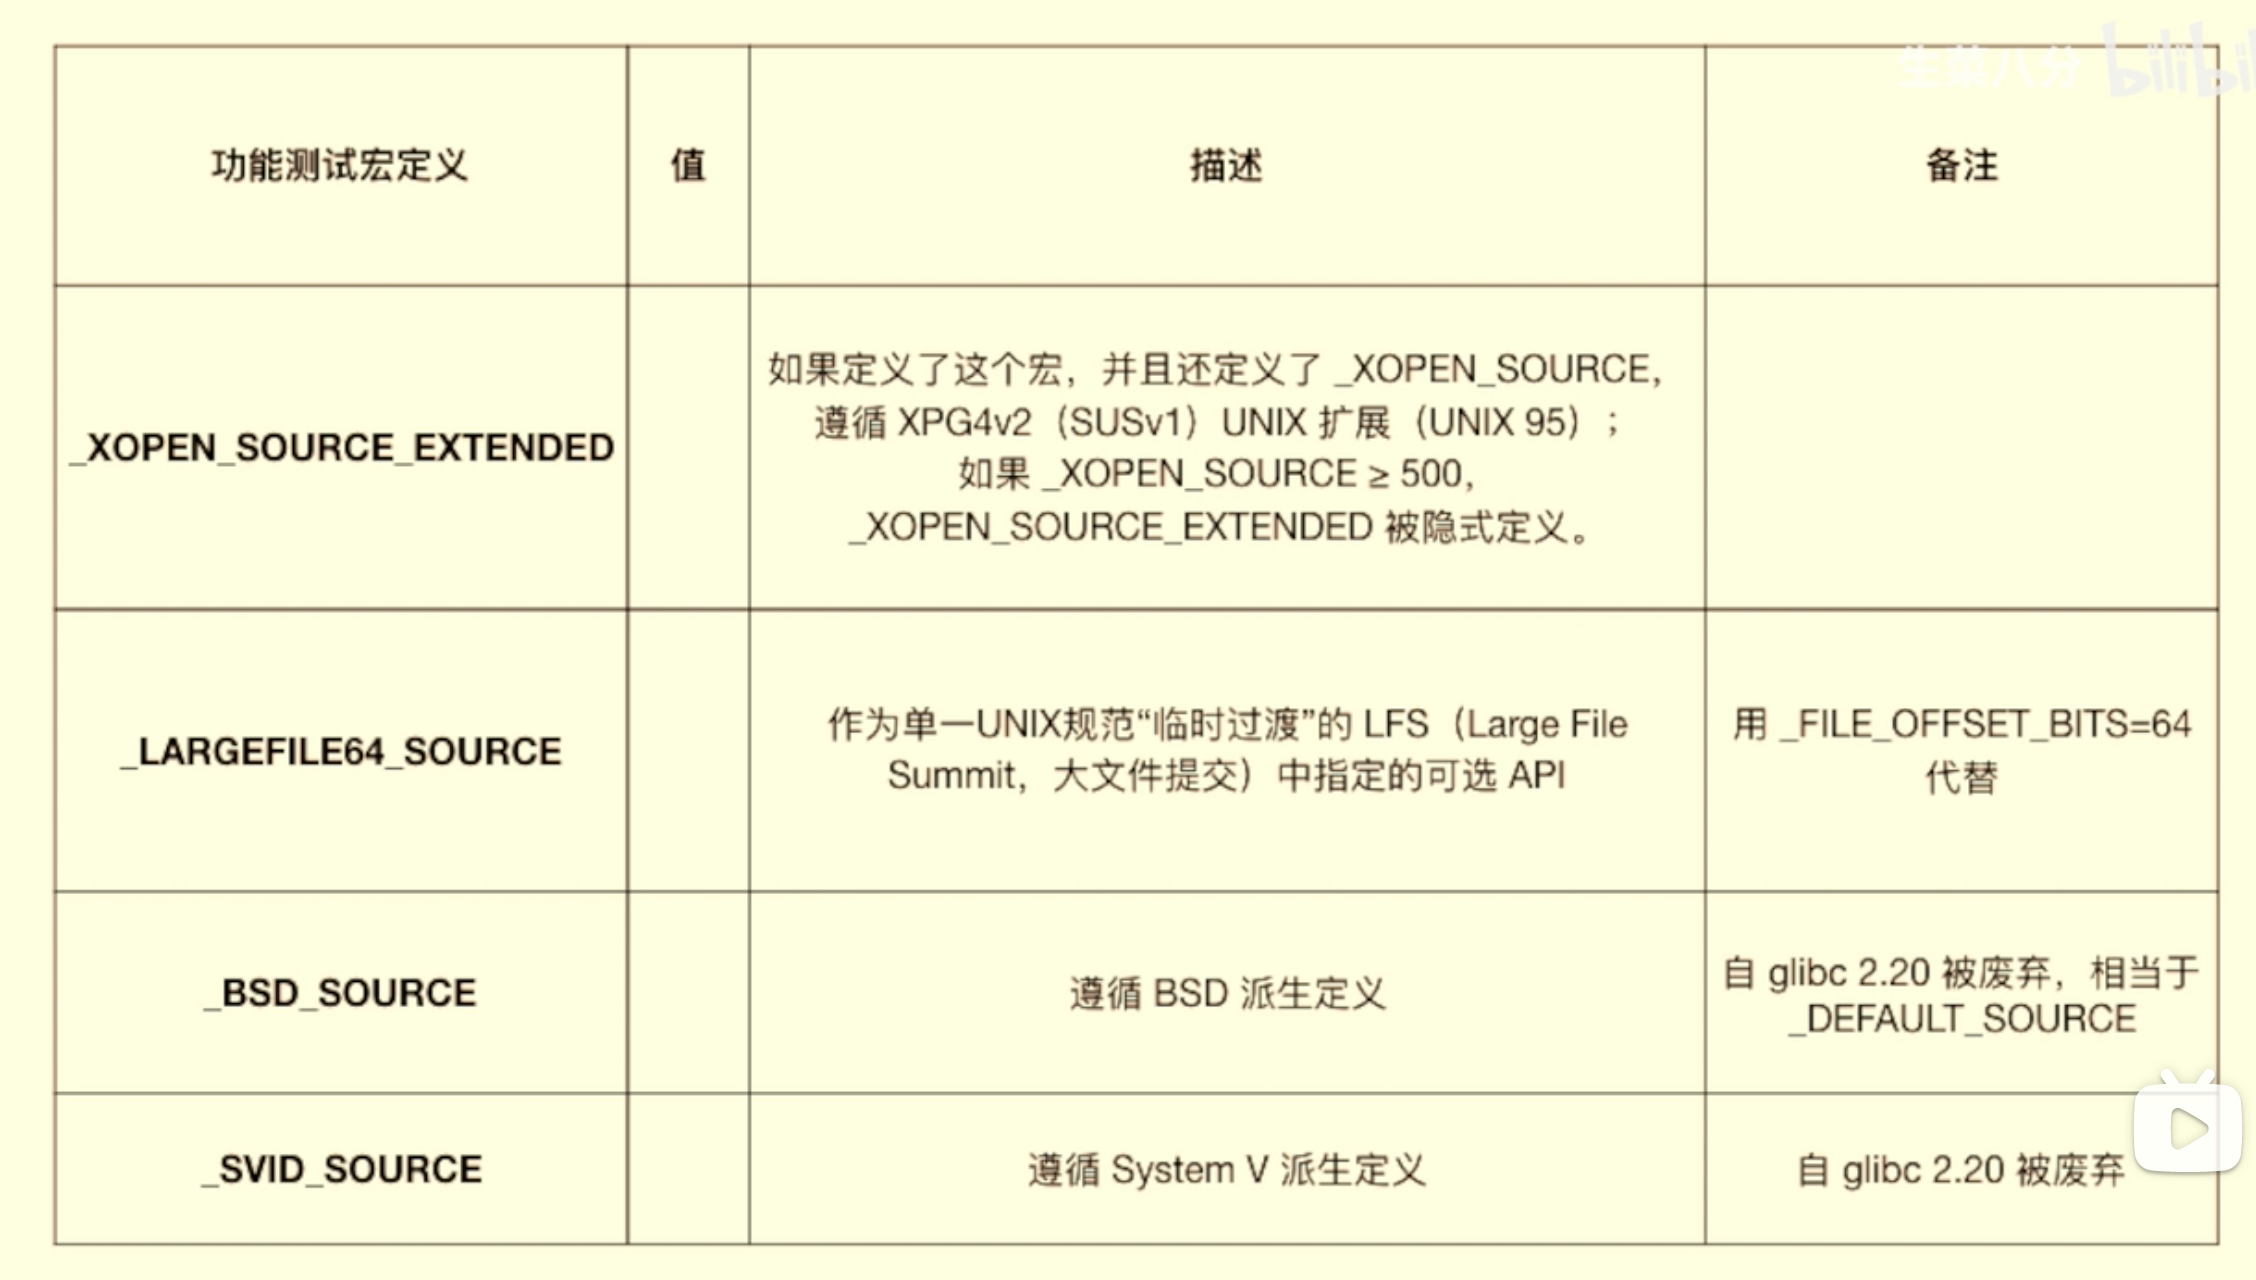 生菜八分 bilibili
功能测试宏定义
值
描述
备注
_XOPEN_SOURCE_EXTENDED
如果定义了这个宏，并且还定义了 _XOPEN_SOURCE,
遵循 XPG4v2（SUSv1）UNIX 扩展（UNIX 95）；
如果 _XOPEN_SOURCE ≥ 500,
_XOPEN_SOURCE_EXTENDED 被隐式定义。
_LARGEFILE64_SOURCE
作为单一UNIX规范“临时过渡”的 LFS（Large File
Summit，大文件提交）中指定的可选 API
用 _FILE_OFFSET_BITS=64
代替
_BSD_SOURCE
遵循 BSD 派生定义
自 glibc 2.20 被废弃，相当于
_DEFAULT_SOURCE
_SVID_SOURCE
遵循 System V 派生定义
自 glibc 2.20 被废弃